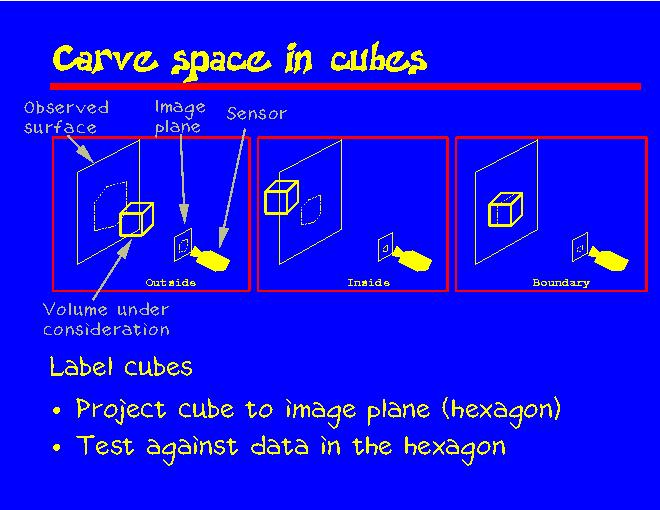 Carve space in cubes
Observed
surface
Image
plane
Sensor
Outside
Inside
Boundary
Volume under
consideration
Label cubes
• Project cube to image plane (hexagon)
• Test against data in the hexagon